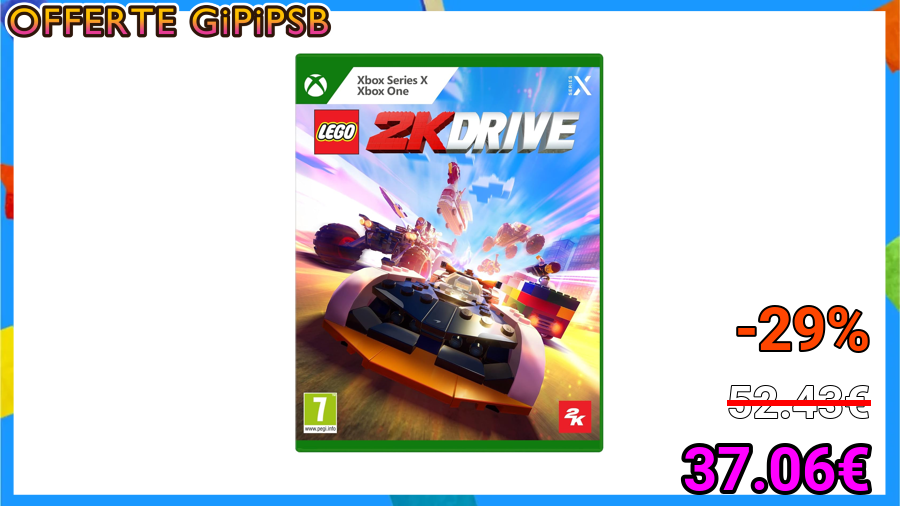 OFFERTE GiPiPSB
Xbox Series X
Xbox One
SERIES X
LEGO
2K DRIVE
-29%
52.43€
7
www.pegi.info
2K
37.06€